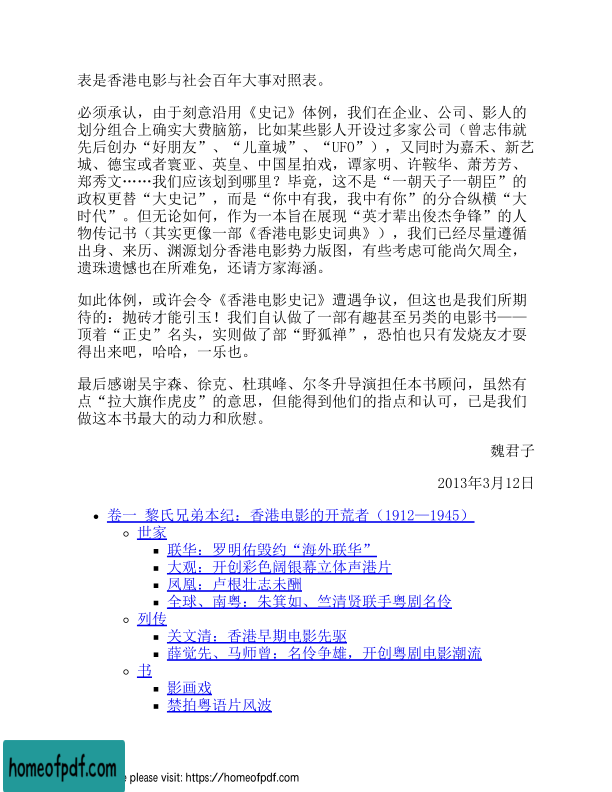 表是香港电影与社会百年大事对照表。
必须承认，由于刻意沿用《史记》体例，我们在企业、公司、影人的
划分组合上确实大费脑筋，比如某些影人开设过多家公司（曾志伟就
先后创办“好朋友”、“儿童城”、“UFO”），又同时为嘉禾、新艺
城、德宝或者寰亚、英皇、中国星拍戏，谭家明、许鞍华、萧芳芳、
郑秀文……我们应该划到哪里？毕竟，这不是“一朝天子一朝臣”的
政权更替“大史记”，而是“你中有我，我中有你”的分合纵横“大
时代”。但无论如何，作为一本旨在展现“英才辈出俊杰争锋”的人
物传记书（其实更像一部《香港电影史词典》），我们已经尽量遵循
出身、来历、渊源划分香港电影势力版图，有些考虑可能尚欠周全，
遗珠遗憾也在所难免，还请方家海涵。
如此体例，或许会令《香港电影史记》遭遇争议，但这也是我们所期
待的：抛砖才能引玉！我们自认做了一部有趣甚至另类的电影书——
顶着“正史”名头，实则做了部“野狐禅”，恐怕也只有发烧友才耍
得出来吧，哈哈，一乐也。
最后感谢吴宇森、徐克、杜琪峰、尔冬升导演担任本书顾问，虽然有
点“拉大旗作虎皮”的意思，但能得到他们的指点和认可，已是我们
做这本书最大的动力和欣慰。
魏君子
2013年3月12日
卷一 黎氏兄弟本纪：香港电影的开荒者（1912—1945）
世家
联华：罗明佑毁约“海外联华”
大观：开创彩色阔银幕立体声港片
凤凰：卢根壮志未酬
全球、南粤：朱箕如、竺清贤联手粤剧名伶
列传
关文清：香港早期电影先驱
薛觉先、马师曾：名伶争雄，开创粤剧电影潮流
书
影画戏
禁拍粤语片风波
homeofpdf.com
e please visit: https://homeofpdf.com